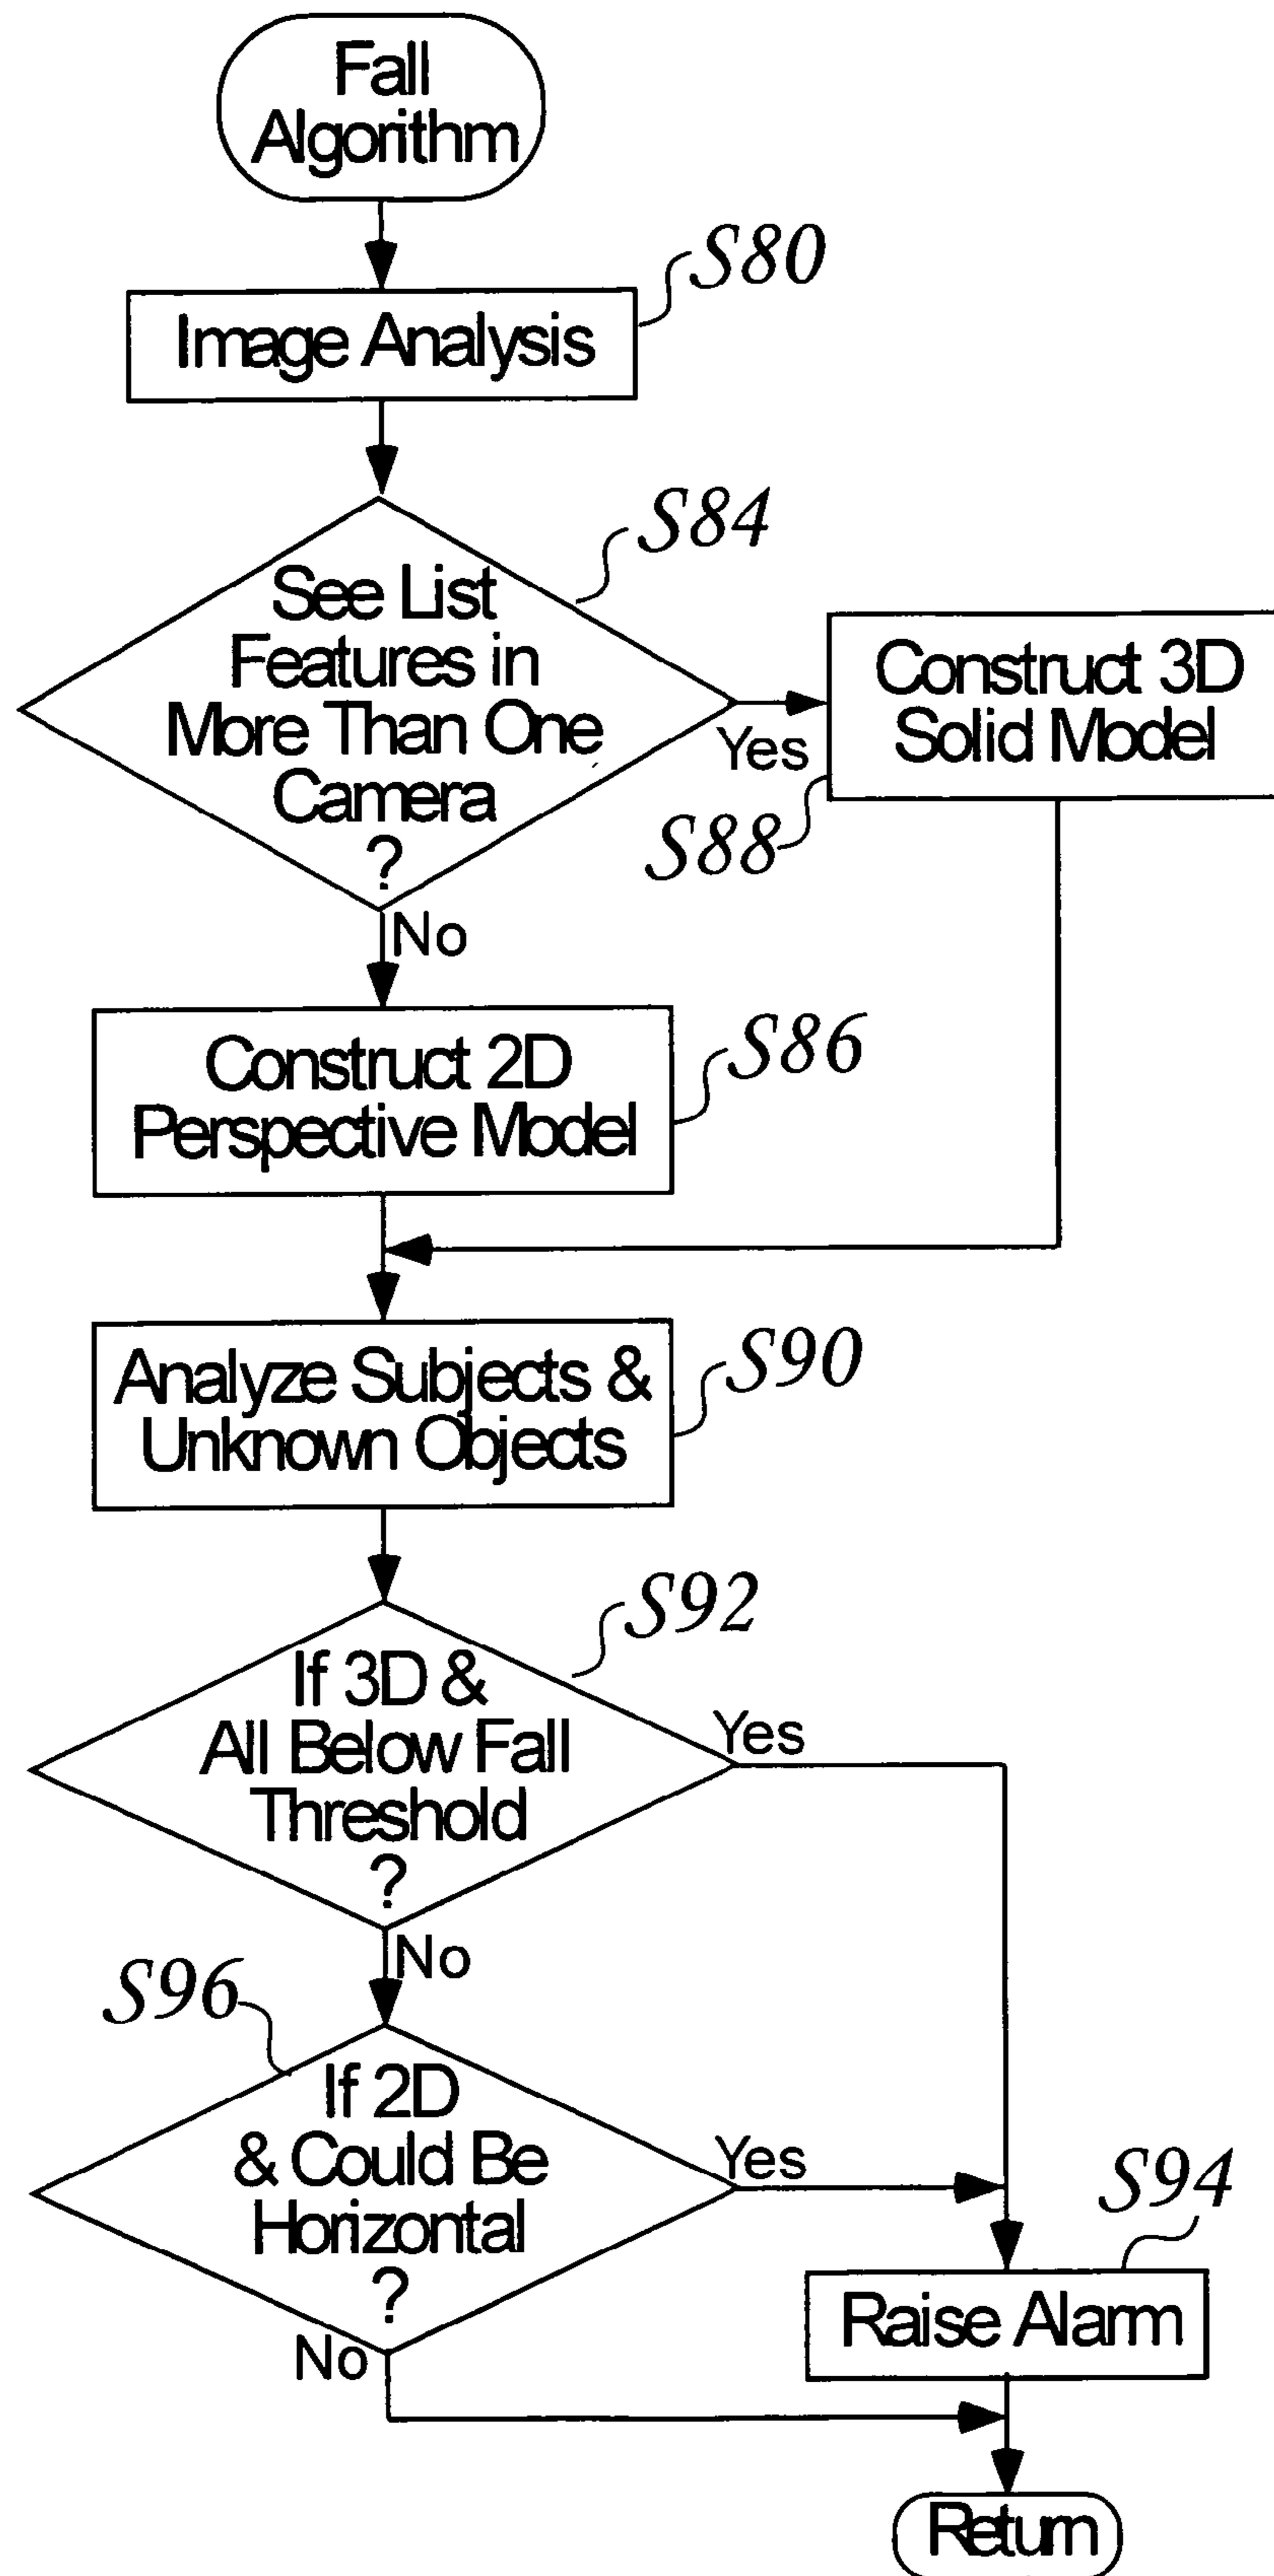 Fall
Algorithm
S80
Image Analysis
S84
See List
Features in
More Than One
Camera
?
Yes
Construct 3D
Solid Model
S88
No
S86
Construct 2D
Perspective Model
S90
Analyze Subjects &
Unknown Objects
S92
If 3D &
All Below Fall
Threshold
?
Yes
No
S96
If 2D
& Could Be
Horizontal
?
Yes
No
S94
Raise Alarm
Return